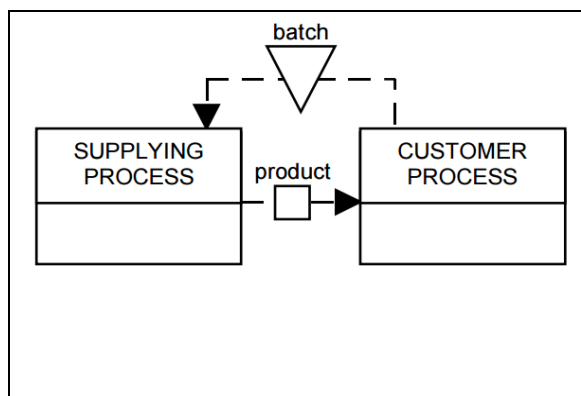 batch
SUPPLYING
PROCESS
product
CUSTOMER
PROCESS